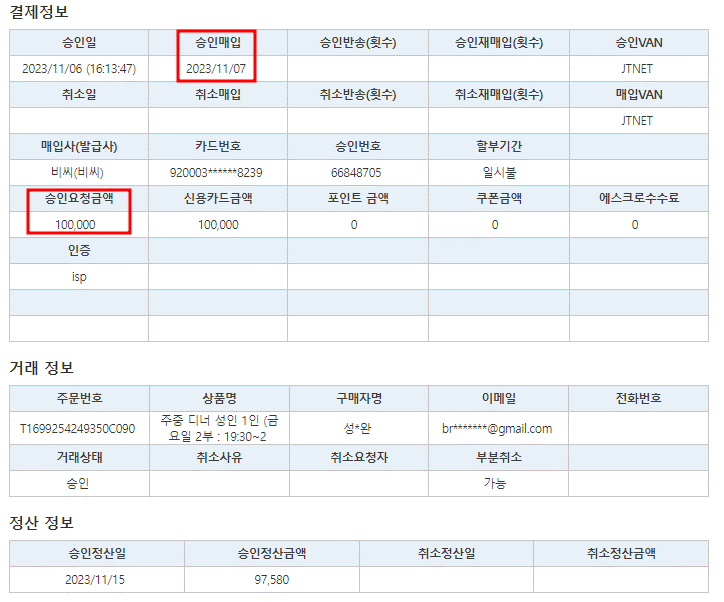 결제정보
승인일 승인매입 승인반송(횟수) 승인재매입(횟수) 승인VAN
2023/11/06 (16:13:47) 2023/11/07 JTNET
취소일 취소매입 취소반송(횟수) 취소재매입(횟수) 매입VAN
JTNET
매입사(발급사) 카드번호 승인번호 할부기간
비씨(비씨) 920003******8239 66848705 일시불
승인요청금액 신용카드금액 포인트 금액 쿠폰금액 에스크로수수료
100,000 100,000 0 0 0
인증
isp
거래 정보
주문번호 상품명 구매자명 이메일 전화번호
T1699254249350C090 주중 디너 성인 1인 (금 성*완 br*******@gmail.com
요일 2부 : 19:30~2
거래상태 취소사유 취소요청자 부분취소
승인 가능
정산 정보
승인정산일 승인정산금액 취소정산일 취소정산금액
2023/11/15 97,580